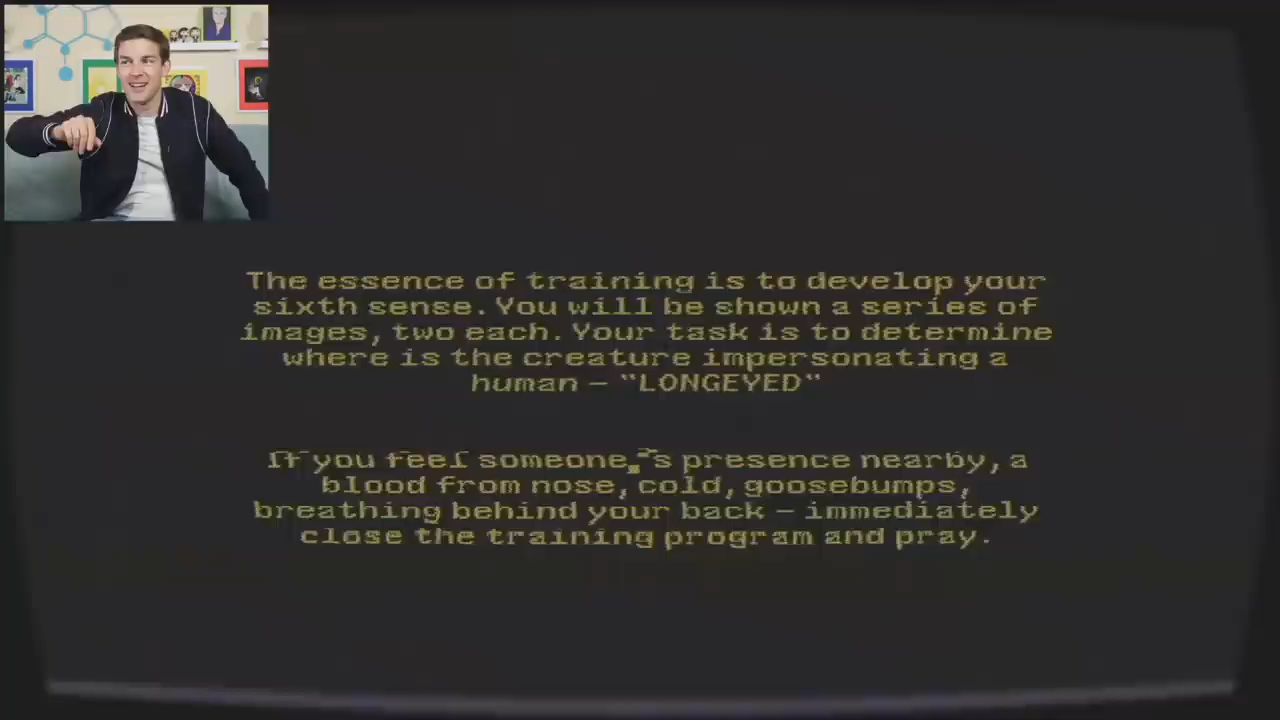 The essence of training is to develop your
sixth sense. You will be shown a series of
images, two each. Your task is to determine
where is the creature impersonating a
human – "LONGEYED"
If you feel someone,"s presence nearby, a
blood from nose, cold, goosebumps,
breathing behind your back – immediately
close the training program and pray.